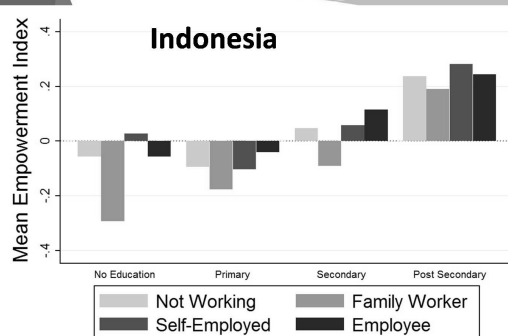 Indonesia
Mean Empowerment Index
.4
.2
0
-.2
-.4
No Education Primary Secondary Post Secondary
Not Working Family Worker
Self-Employed Employee